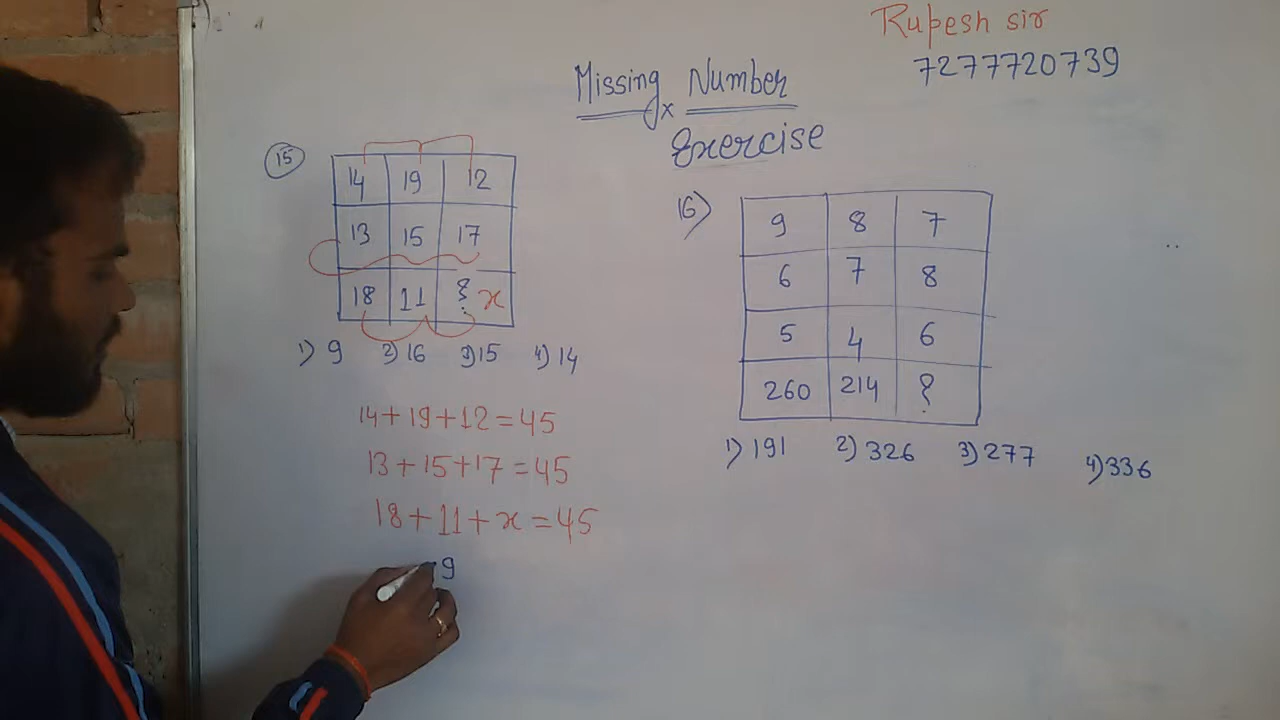 Rupesh sir
7277720739
Missing Number
Exercise
15
14 19 12
13 15 17
18 11 ? x
1) 9 2) 16 3) 15 4) 14
14+19+12=45
13+15+17=45
18+11+x=45
9
16)
9 8 7
6 7 8
5 4 6
260 214 ?
1) 191 2) 326 3) 277 4) 336